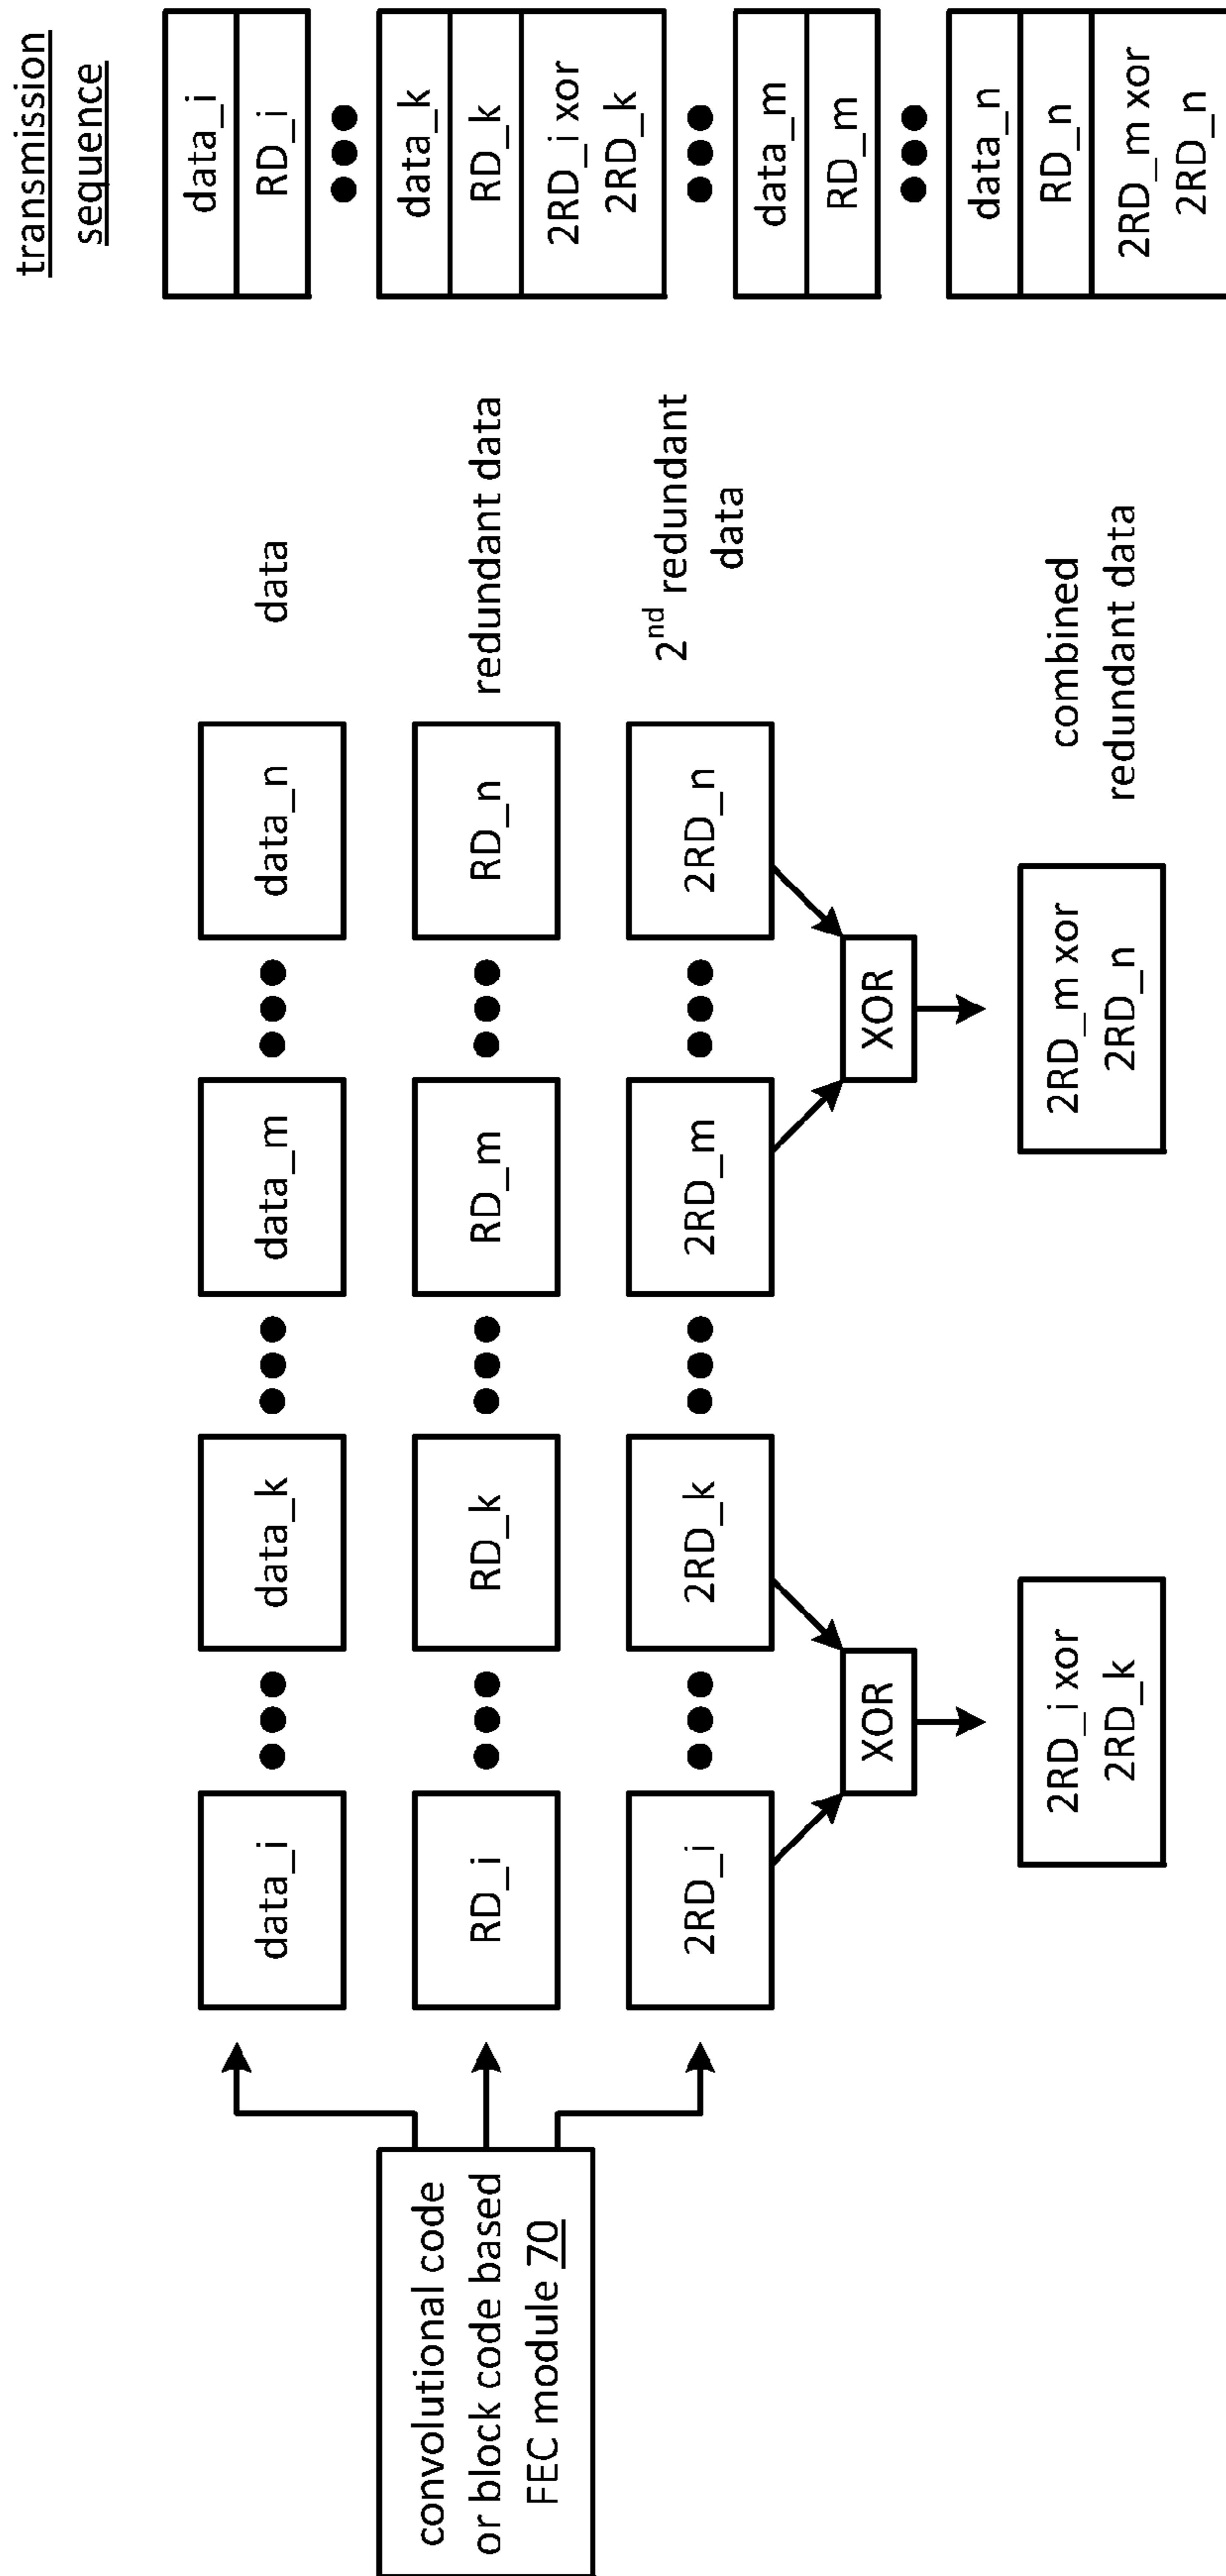 convolutional code
or block code based
FEC module 70
data_i
data_k
data_m
data_n
data
RD_i
RD_k
RD_m
RD_n
redundant data
2RD_i
2RD_k
2RD_m
2RD_n
2nd redundant
data
XOR
XOR
2RD_i xor
2RD_k
2RD_m xor
2RD_n
combined
redundant data
transmission
sequence
data_i
RD_i
data_k
RD_k
2RD_i xor
2RD_k
data_m
RD_m
data_n
RD_n
2RD_m xor
2RD_n